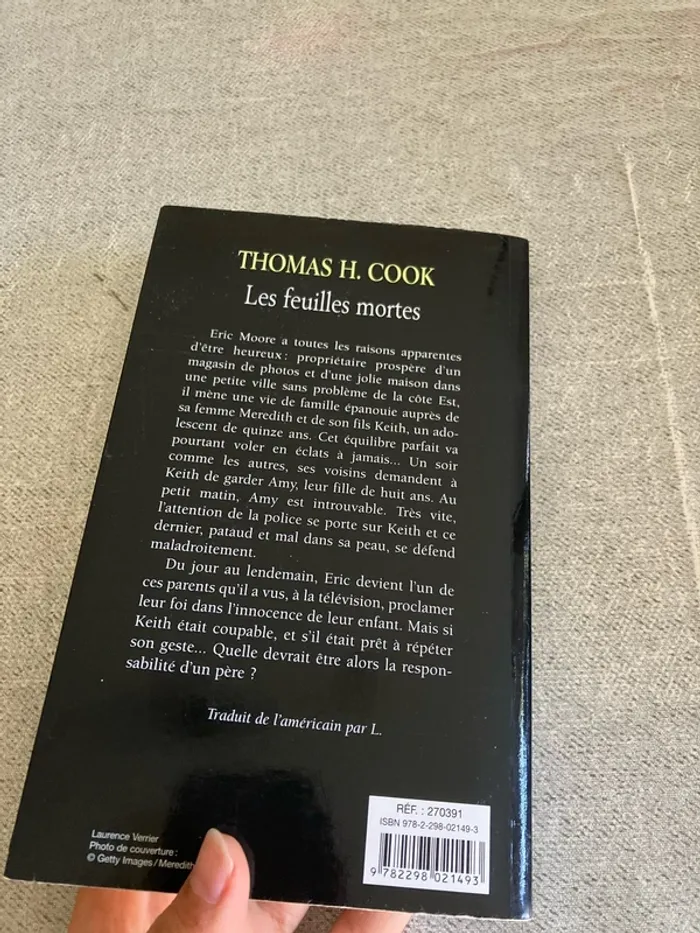 THOMAS H. COOK
Les feuilles mortes
Eric Moore a toutes les raisons apparentes
d'être heureux : propriétaire prospère d'un
magasin de photos et d'une jolie maison dans
une petite ville sans problème de la côte Est,
il mène une vie de famille épanouie auprès de
sa femme Meredith et de son fils Keith, un ado-
lescent de quinze ans. Cet équilibre parfait va
pourtant voler en éclats à jamais... Un soir
comme les autres, ses voisins demandent à
Keith de garder Amy, leur fille de huit ans. Au
petit matin, Amy est introuvable. Très vite,
l'attention de la police se porte sur Keith et ce
dernier, pataud et mal dans sa peau, se défend
maladroitement.
Du jour au lendemain, Eric devient l'un de
ces parents qu'il a vus, à la télévision, proclamer
leur foi dans l'innocence de leur enfant. Mais si
Keith était coupable, et s'il était prêt à répéter
son geste... Quelle devrait être alors la respon-
sabilité d'un père ?
Traduit de l'américain par L.
RÉF. : 270391
ISBN 978-2-298-02149-3
9 782298 021493
Laurence Verrier
Photo de couverture :
© Getty Images / Meredith